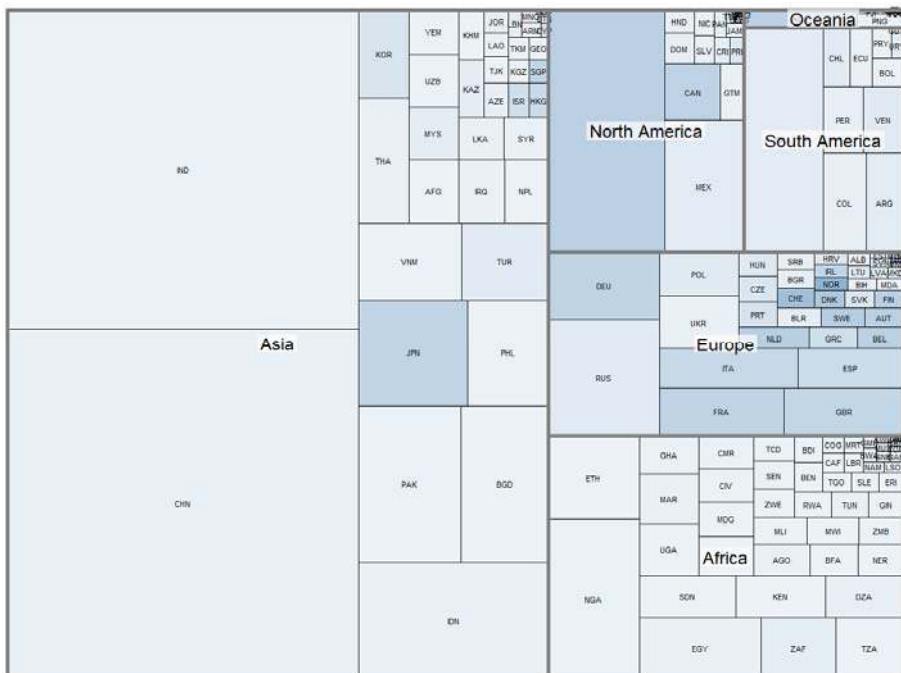 Asia
IND
CHN
KOR
THA
YEM
UZB
MYS
AFG
KHM
KAZ
LKA
SYR
IRQ
NPL
JOR
LAO
TJK
AZE
LBN
TKM
GEO
KGZ
SGP
ISR
HKG
VNM
TUR
JPN
PHL
PAK
BGD
IDN
North America
HND
NIC
PAN
JAM
DOM
SLV
CRI
PRI
CAN
GTM
MEX
Oceania
PNG
South America
CHL
ECU
PRY
BOL
PER
VEN
COL
ARG
Europe
DEU
RUS
POL
UKR
HUN
CZE
PRT
SRB
BGR
CHE
BLR
HRV
IRL
NOR
DNK
ALB
LTU
BIH
SVK
LVA
MDA
FIN
SWE
AUT
NLD
GRC
BEL
ITA
ESP
FRA
GBR
Africa
ETH
NGA
GHA
MAR
UGA
CMR
CIV
MDG
TCD
SEN
ZWE
BDI
BEN
RWA
COG
MRT
CAF
LBR
NAM
LSO
TGO
SLE
ERI
TUN
GIN
MLI
MWI
ZMB
AGO
BFA
NER
SDN
KEN
DZA
EGY
ZAF
TZA